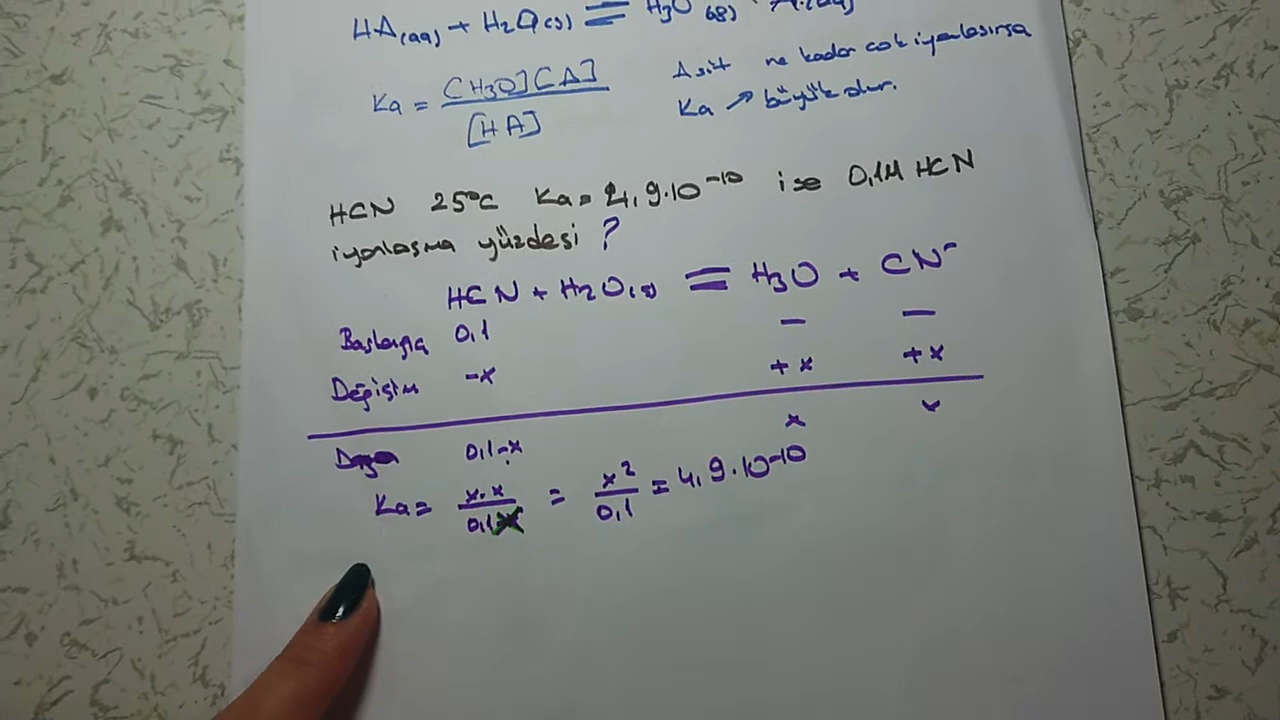 HA(aq) + H2O(s) = H3O A
Ka = [H3O][A] / [HA]
Asit ne kadar çok iyonlaşırsa
Ka ↗ büyük olur.
HCN 25°C Ka = 4,9.10⁻¹⁰ ise 0,1M HCN
iyonlaşma yüzdesi ?
HCN + H2O(s) = H3O + CN⁻
Başlangıç 0,1 — —
Değişim -x +x +x
0,1-x x x
Ka = x.x / 0,1-x = x² / 0,1 = 4,9.10⁻¹⁰